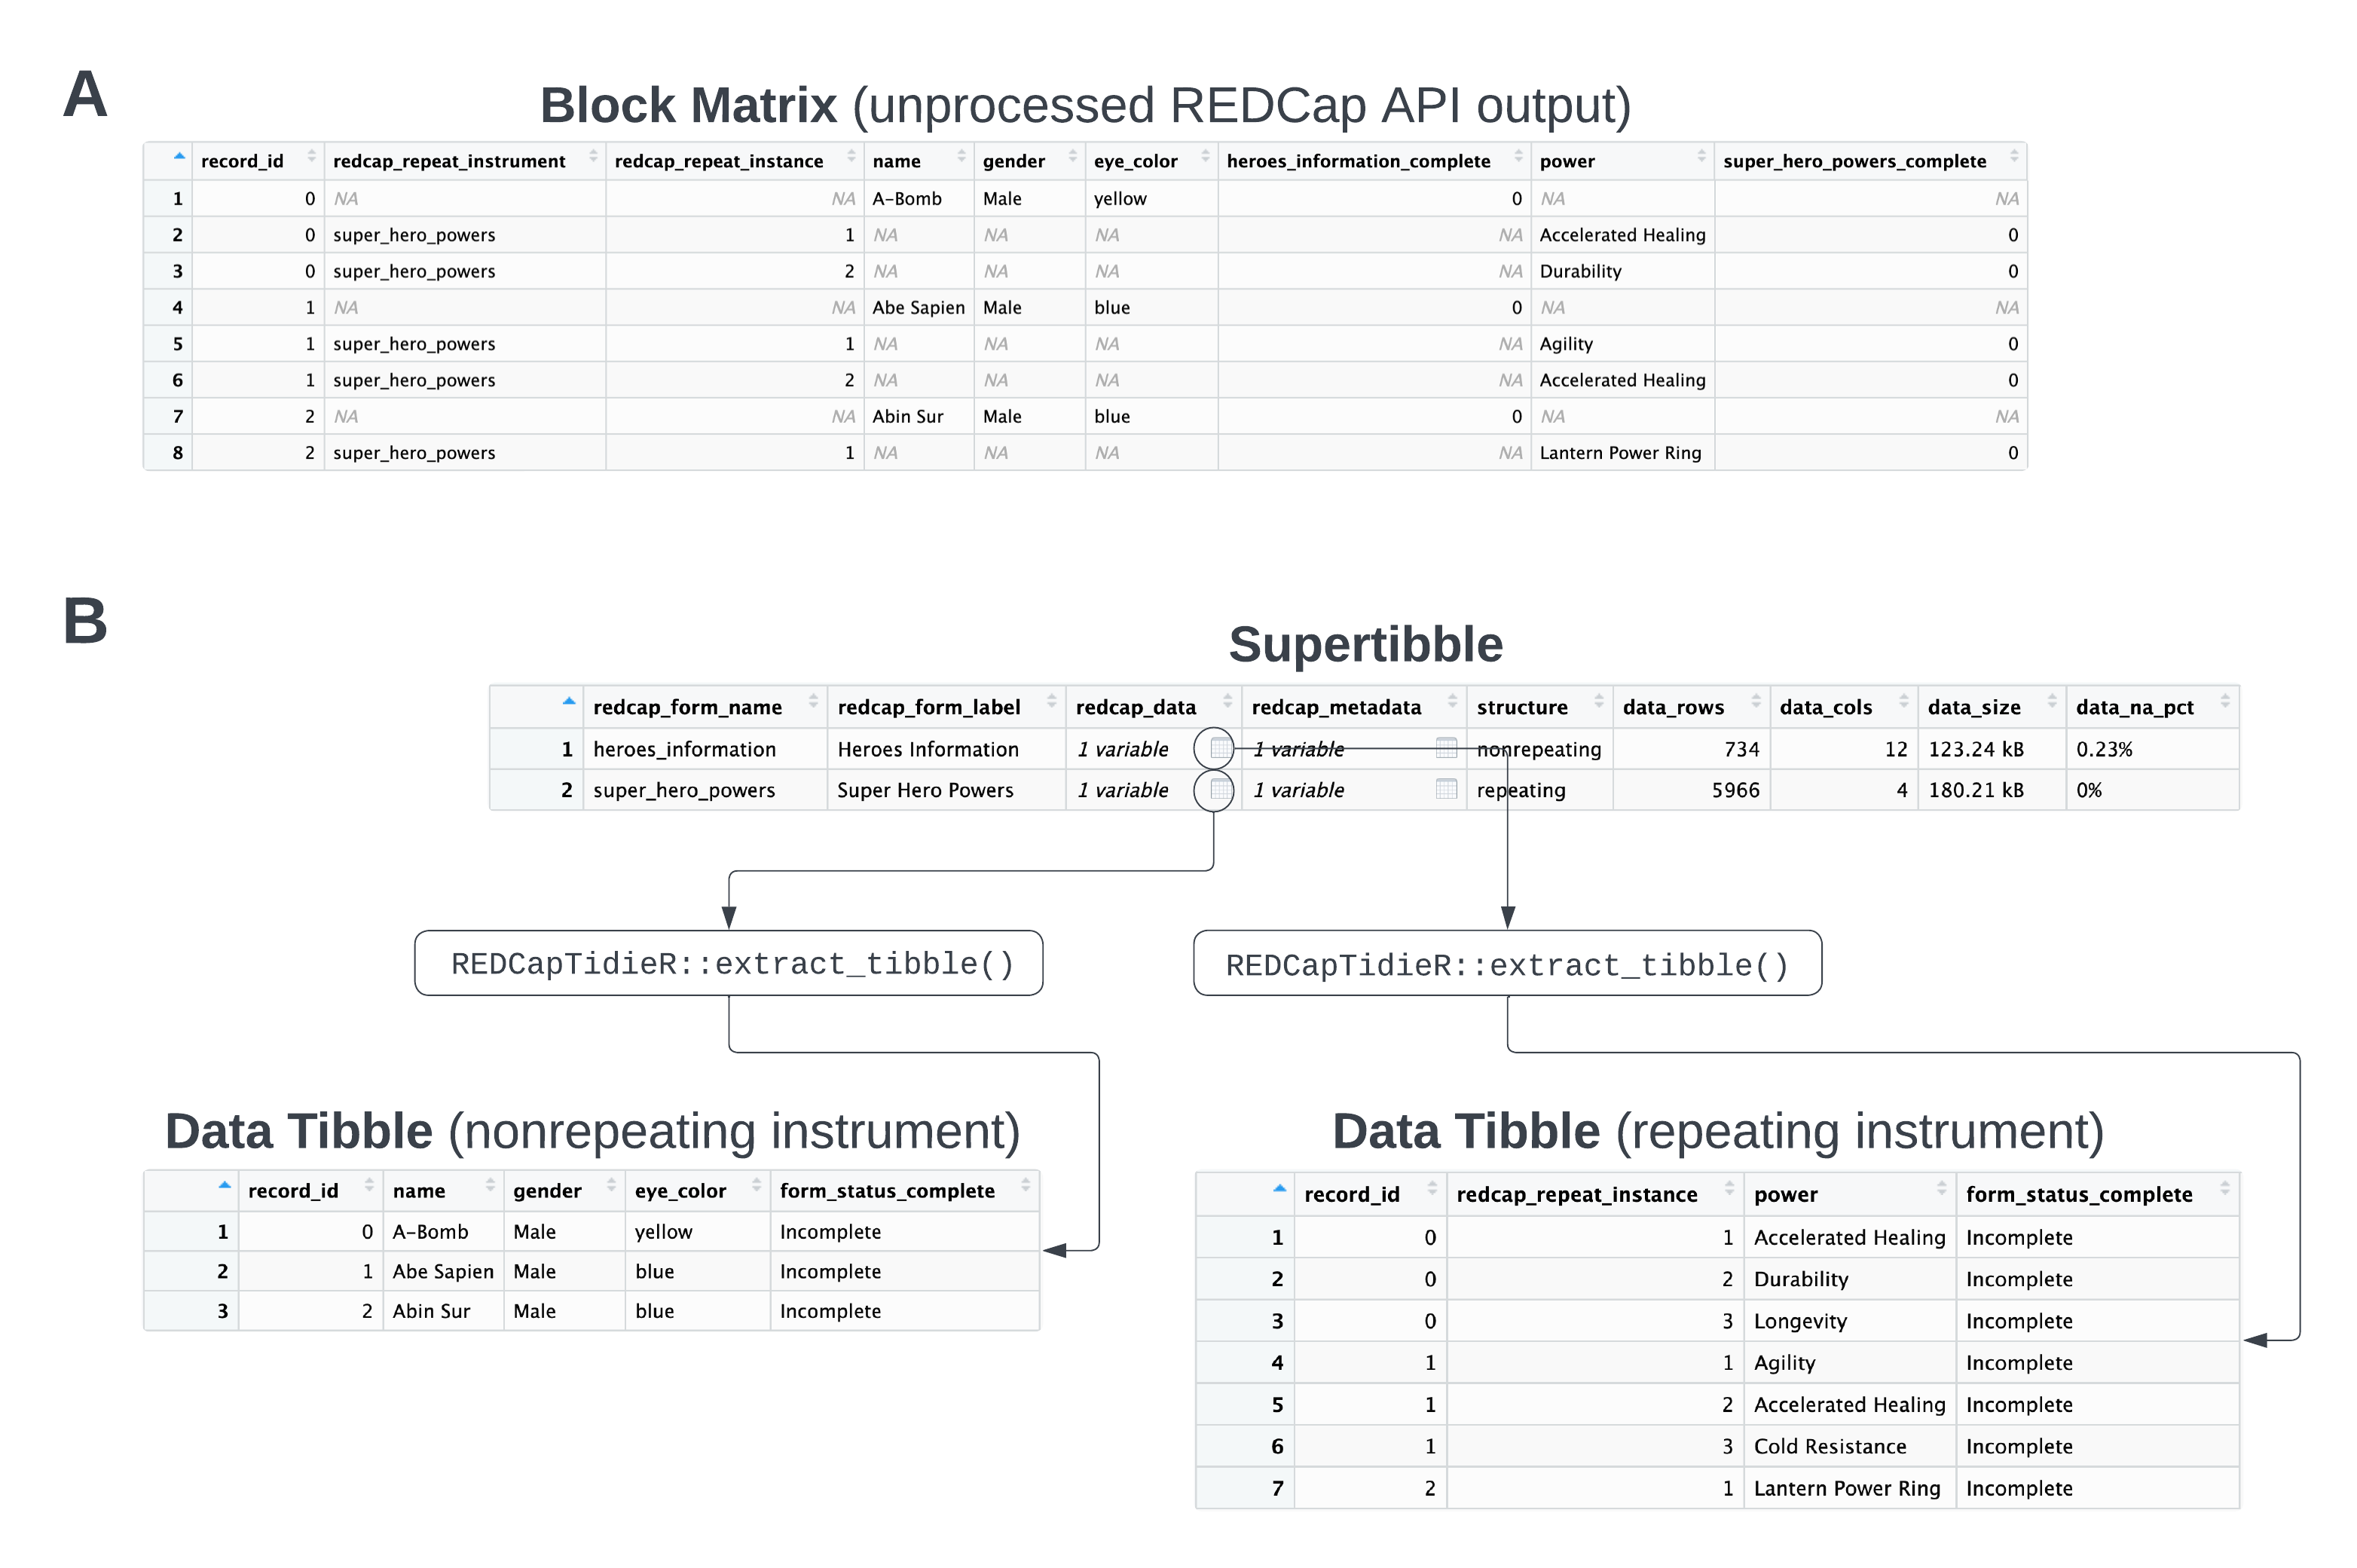 A
Block Matrix (unprocessed REDCap API output)
record_id redcap_repeat_instrument redcap_repeat_instance name gender eye_color heroes_information_complete power super_hero_powers_complete
1 0 NA NA A-Bomb Male yellow 0 NA NA
2 0 super_hero_powers 1 NA NA NA NA Accelerated Healing 0
3 0 super_hero_powers 2 NA NA NA NA Durability 0
4 1 NA NA Abe Sapien Male blue 0 NA NA
5 1 super_hero_powers 1 NA NA NA NA Agility 0
6 1 super_hero_powers 2 NA NA NA NA Accelerated Healing 0
7 2 NA NA Abin Sur Male blue 0 NA NA
8 2 super_hero_powers 1 NA NA NA NA Lantern Power Ring 0
B
Supertibble
redcap_form_name redcap_form_label redcap_data redcap_metadata structure data_rows data_cols data_size data_na_pct
1 heroes_information Heroes Information 1 variable 1 variable nonrepeating 734 12 123.24 kB 0.23%
2 super_hero_powers Super Hero Powers 1 variable 1 variable repeating 5966 4 180.21 kB 0%
REDCapTidieR::extract_tibble()
REDCapTidieR::extract_tibble()
Data Tibble (nonrepeating instrument)
record_id name gender eye_color form_status_complete
1 0 A-Bomb Male yellow Incomplete
2 1 Abe Sapien Male blue Incomplete
3 2 Abin Sur Male blue Incomplete
Data Tibble (repeating instrument)
record_id redcap_repeat_instance power form_status_complete
1 0 1 Accelerated Healing Incomplete
2 0 2 Durability Incomplete
3 0 3 Longevity Incomplete
4 1 1 Agility Incomplete
5 1 2 Accelerated Healing Incomplete
6 1 3 Cold Resistance Incomplete
7 2 1 Lantern Power Ring Incomplete